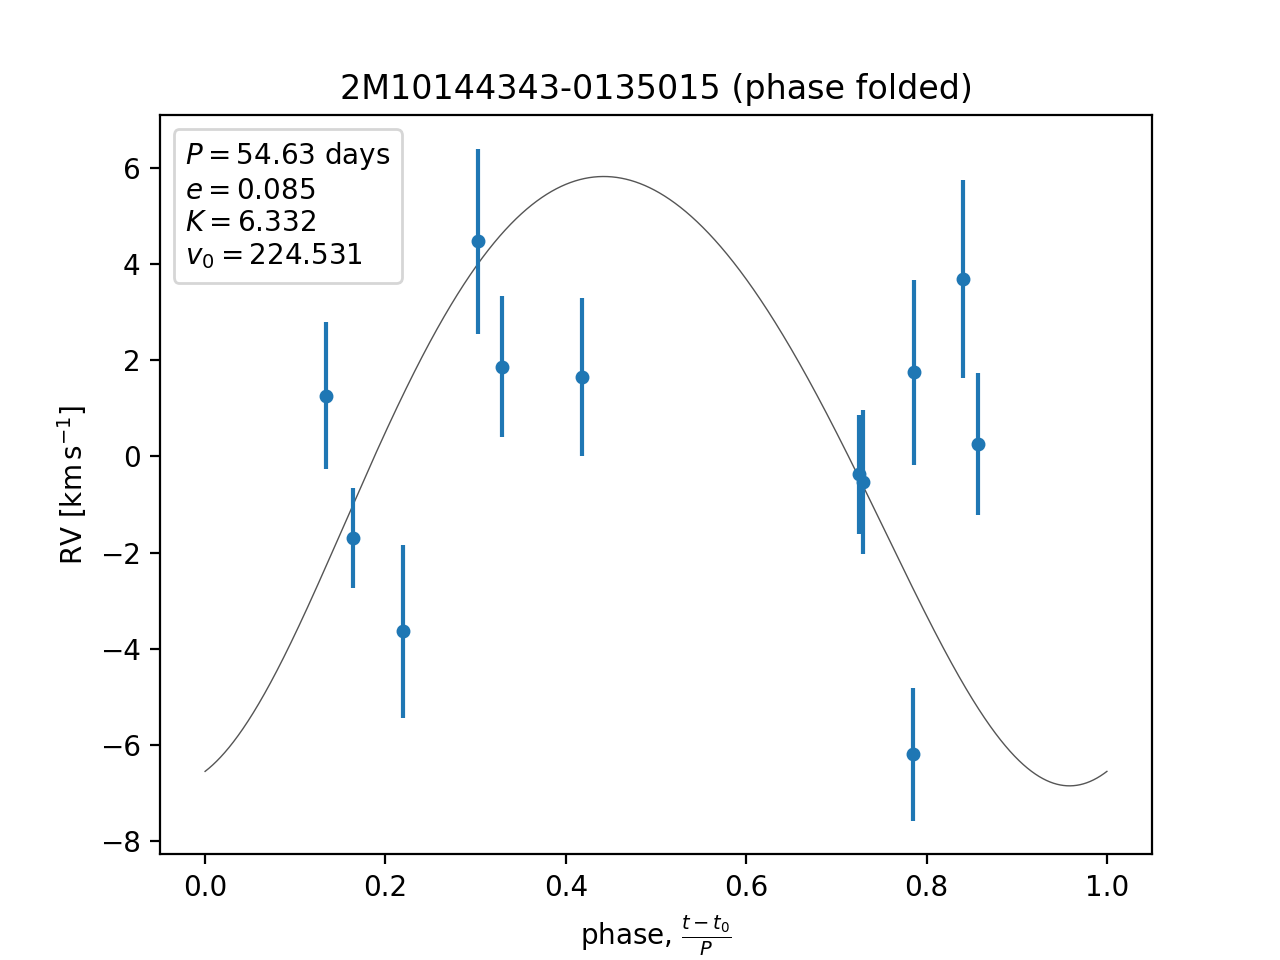 2M10144343-0135015 (phase folded)
P = 54.63 days
e = 0.085
K = 6.332
v₀ = 224.531
6
4
2
0
−2
−4
−6
−8
RV [km s⁻¹]
0.0 0.2 0.4 0.6 0.8 1.0
phase, (t − t₀)/P